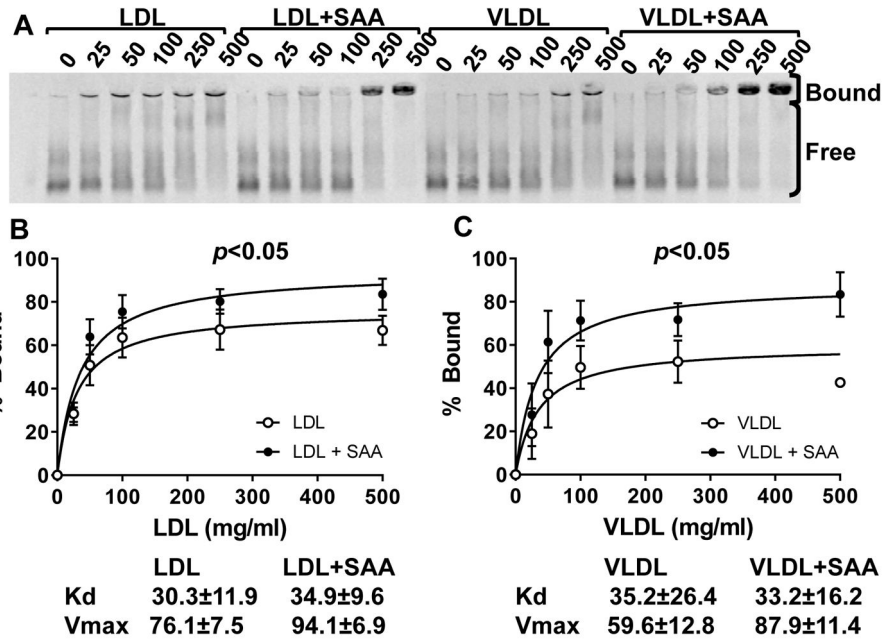 A LDL LDL+SAA VLDL VLDL+SAA
0 25 50 100 250 500 0 25 50 100 250 500 0 25 50 100 250 500 0 25 50 100 250 500
Bound
Free
B
p<0.05
100
80
60
40
20
0
% Bound
LDL
LDL + SAA
0 100 200 300 400 500
LDL (mg/ml)
LDL LDL+SAA
Kd 30.3±11.9 34.9±9.6
Vmax 76.1±7.5 94.1±6.9
C
p<0.05
100
80
60
40
20
0
% Bound
VLDL
VLDL + SAA
0 100 200 300 400 500
VLDL (mg/ml)
VLDL VLDL+SAA
35.2±26.4 33.2±16.2
59.6±12.8 87.9±11.4